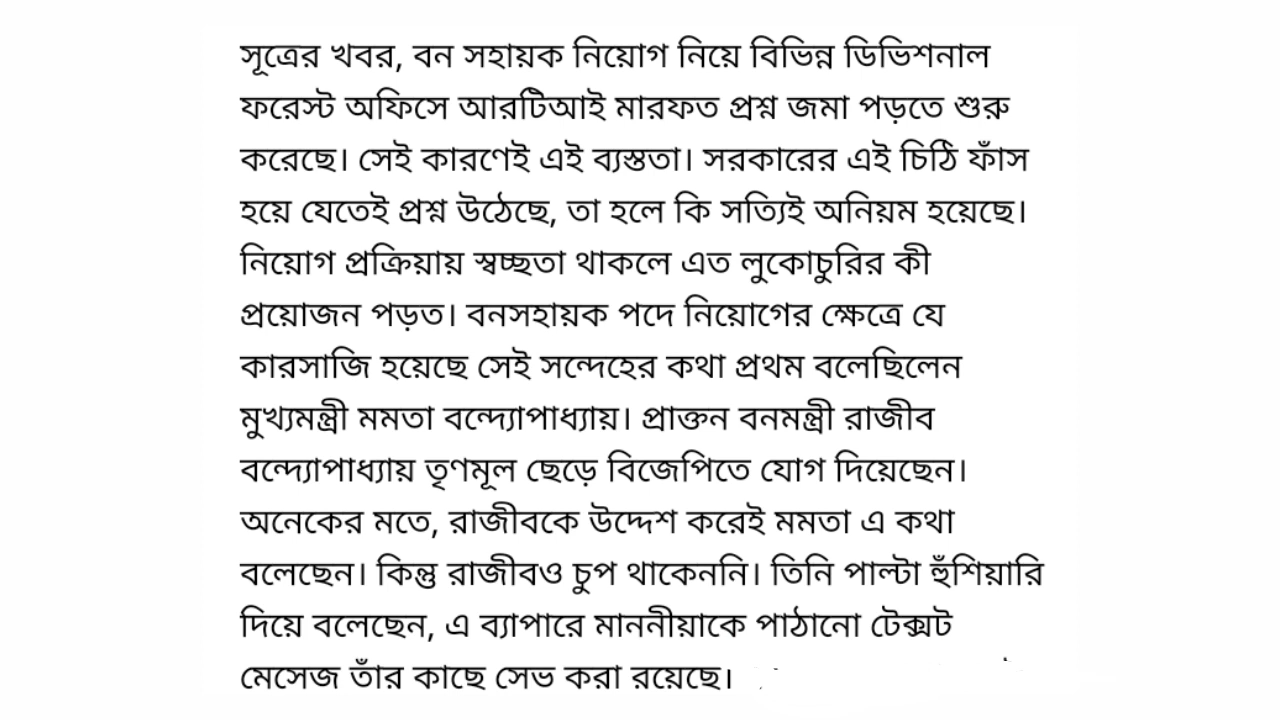 সূত্রের খবর, বন সহায়ক নিয়োগ নিয়ে বিভিন্ন ডিভিশনাল
ফরেস্ট অফিসে আরটিআই মারফত প্রশ্ন জমা পড়তে শুরু
করেছে। সেই কারণেই এই ব্যস্ততা। সরকারের এই চিঠি ফাঁস
হয়ে যেতেই প্রশ্ন উঠেছে, তা হলে কি সত্যিই অনিয়ম হয়েছে।
নিয়োগ প্রক্রিয়ায় স্বচ্ছতা থাকলে এত লুকোচুরির কী
প্রয়োজন পড়ত। বনসহায়ক পদে নিয়োগের ক্ষেত্রে যে
কারসাজি হয়েছে সেই সন্দেহের কথা প্রথম বলেছিলেন
মুখ্যমন্ত্রী মমতা বন্দ্যোপাধ্যায়। প্রাক্তন বনমন্ত্রী রাজীব
বন্দ্যোপাধ্যায় তৃণমূল ছেড়ে বিজেপিতে যোগ দিয়েছেন।
অনেকের মতে, রাজীবকে উদ্দেশ করেই মমতা এ কথা
বলেছেন। কিন্তু রাজীবও চুপ থাকেননি। তিনি পাল্টা হুঁশিয়ারি
দিয়ে বলেছেন, এ ব্যাপারে মাননীয়াকে পাঠানো টেক্সট
মেসেজ তাঁর কাছে সেভ করা রয়েছে।